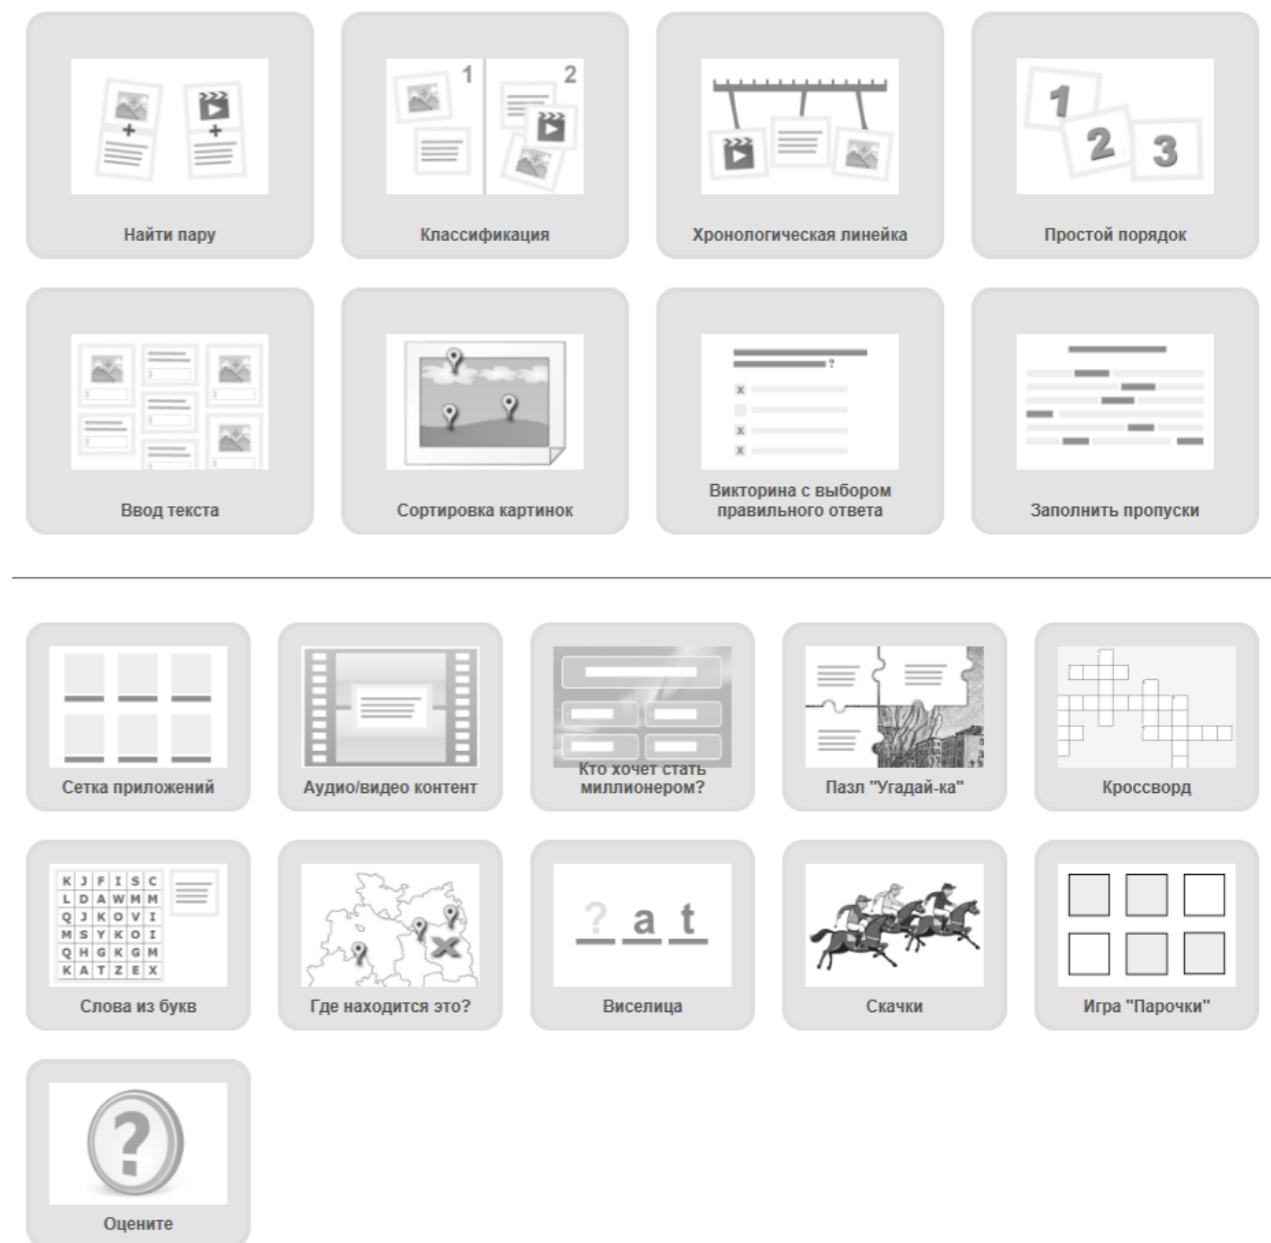 1
2
1
2
3
Найти пару
Классификация
Хронологическая линейка
Простой порядок
?
x
x
x
Ввод текста
Сортировка картинок
Викторина с выбором
правильного ответа
Заполнить пропуски
Сетка приложений
Аудио/видео контент
Кто хочет стать
миллионером?
Пазл "Угадай-ка"
Кроссворд
K J F I S C
L D A W M M
Q J K O V I
M S Y K O I
Q H G K G M
K A T Z E X
? a t
Слова из букв
Где находится это?
Виселица
Скачки
Игра "Парочки"
?
Оцените